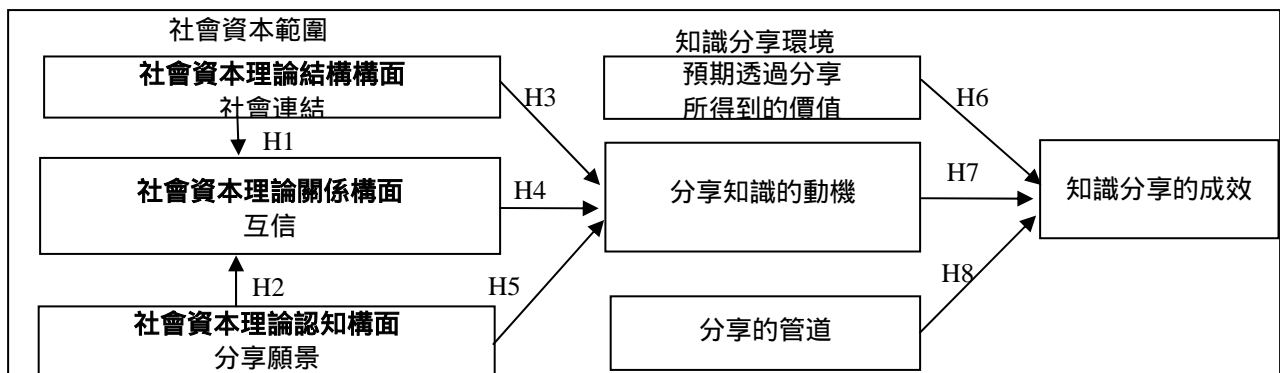 社會資本範圍
知識分享環境
社會資本理論結構構面
社會連結
預期透過分享
所得到的價值
H3
H6
H1
社會資本理論關係構面
互信
H4
分享知識的動機
H7
知識分享的成效
H2
H5
H8
社會資本理論認知構面
分享願景
分享的管道